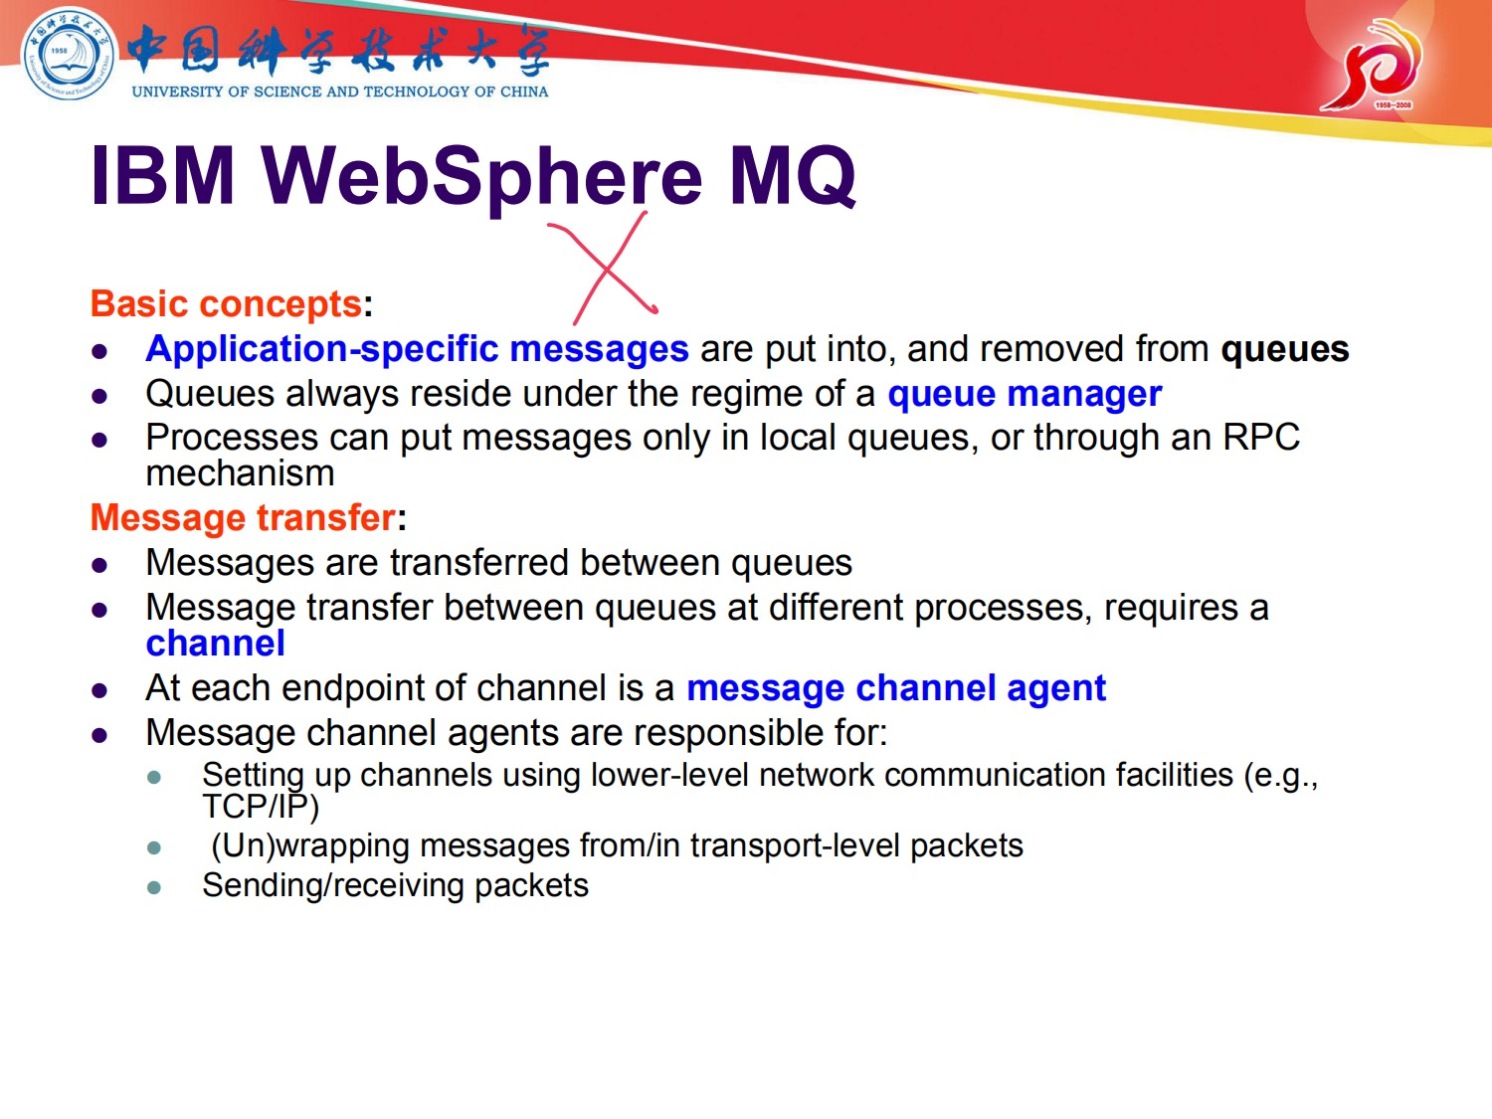 中国科学技术大学
UNIVERSITY OF SCIENCE AND TECHNOLOGY OF CHINA
1958
1958-2008
IBM WebSphere MQ
Basic concepts:
● Application-specific messages are put into, and removed from queues
● Queues always reside under the regime of a queue manager
● Processes can put messages only in local queues, or through an RPC
mechanism
Message transfer:
● Messages are transferred between queues
● Message transfer between queues at different processes, requires a
channel
● At each endpoint of channel is a message channel agent
● Message channel agents are responsible for:
● Setting up channels using lower-level network communication facilities (e.g.,
TCP/IP)
● (Un)wrapping messages from/in transport-level packets
● Sending/receiving packets